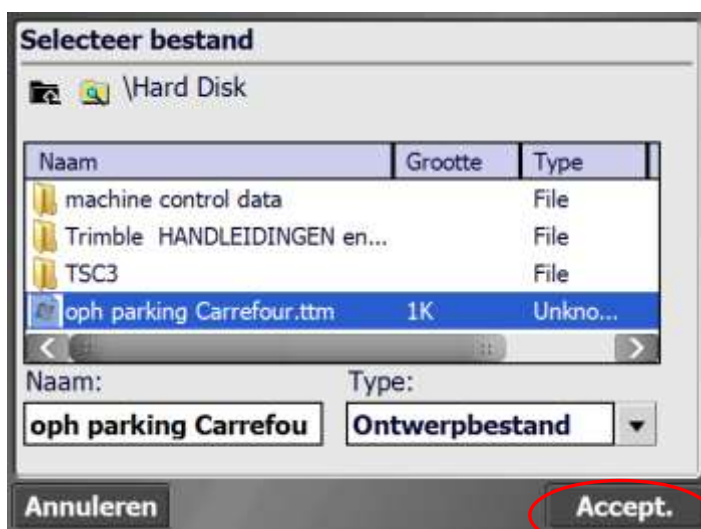 Selecteer bestand
\Hard Disk
Naam Grootte Type
machine control data File
Trimble HANDLEIDINGEN en... File
TSC3 File
oph parking Carrefour.ttm 1K Unkno...
Naam: Type:
oph parking Carrefou Ontwerpbestand
Annuleren Accept.